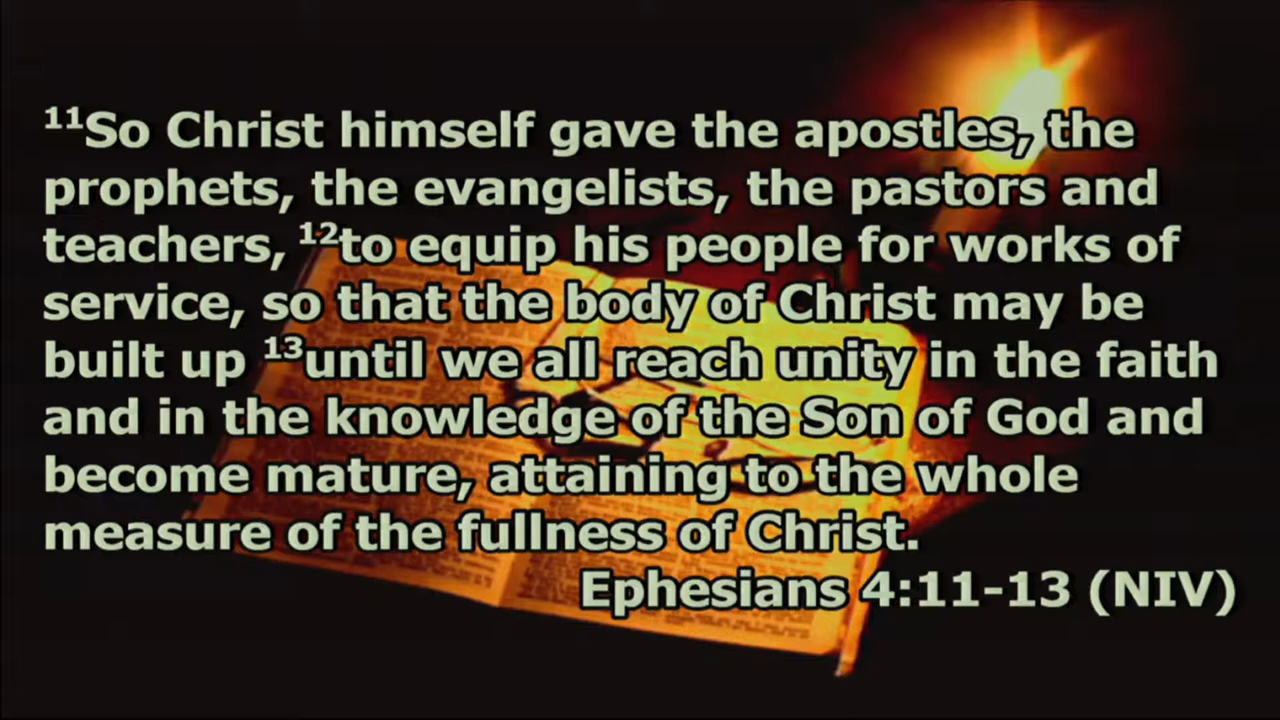 ¹¹So Christ himself gave the apostles, the
prophets, the evangelists, the pastors and
teachers, ¹²to equip his people for works of
service, so that the body of Christ may be
built up ¹³until we all reach unity in the faith
and in the knowledge of the Son of God and
become mature, attaining to the whole
measure of the fullness of Christ.
Ephesians 4:11-13 (NIV)